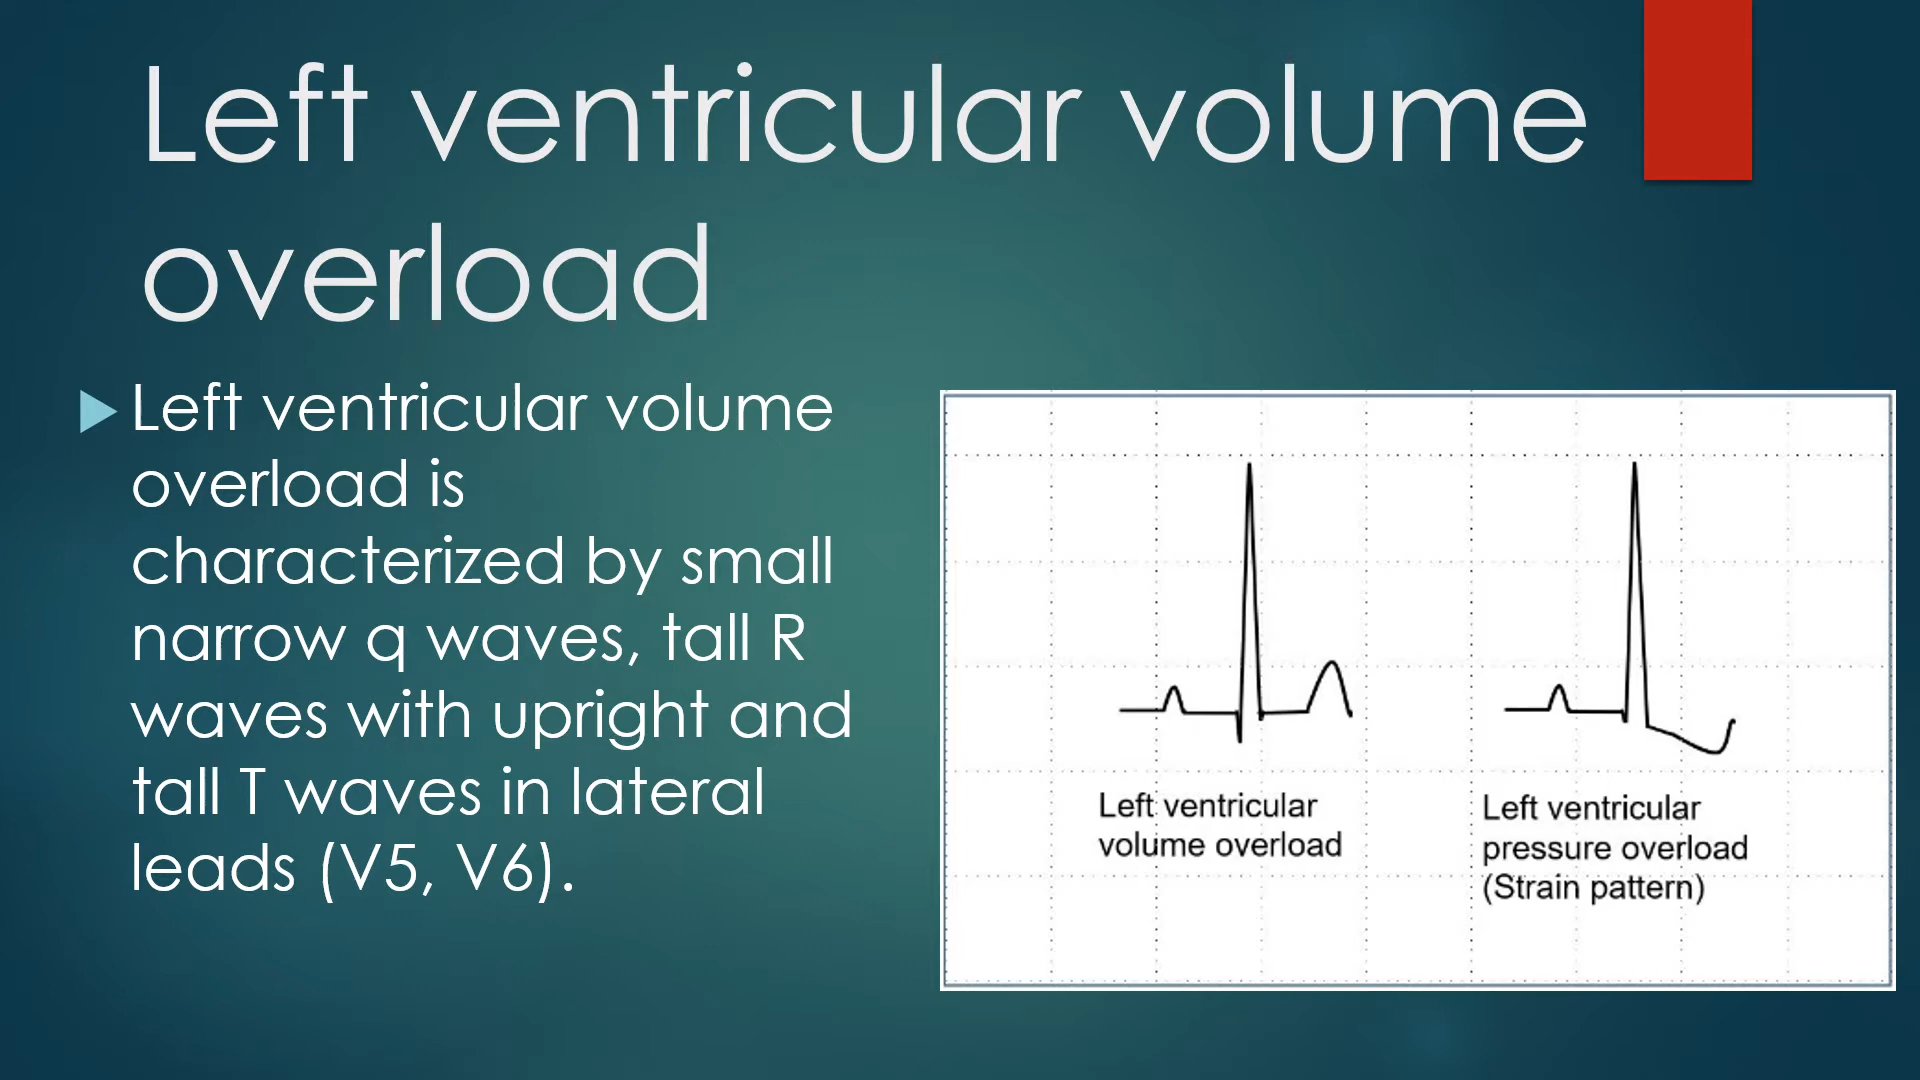 Left ventricular volume
overload
Left ventricular volume
overload is
characterized by small
narrow q waves, tall R
waves with upright and
tall T waves in lateral
leads (V5, V6).
Left ventricular
volume overload
Left ventricular
pressure overload
(Strain pattern)